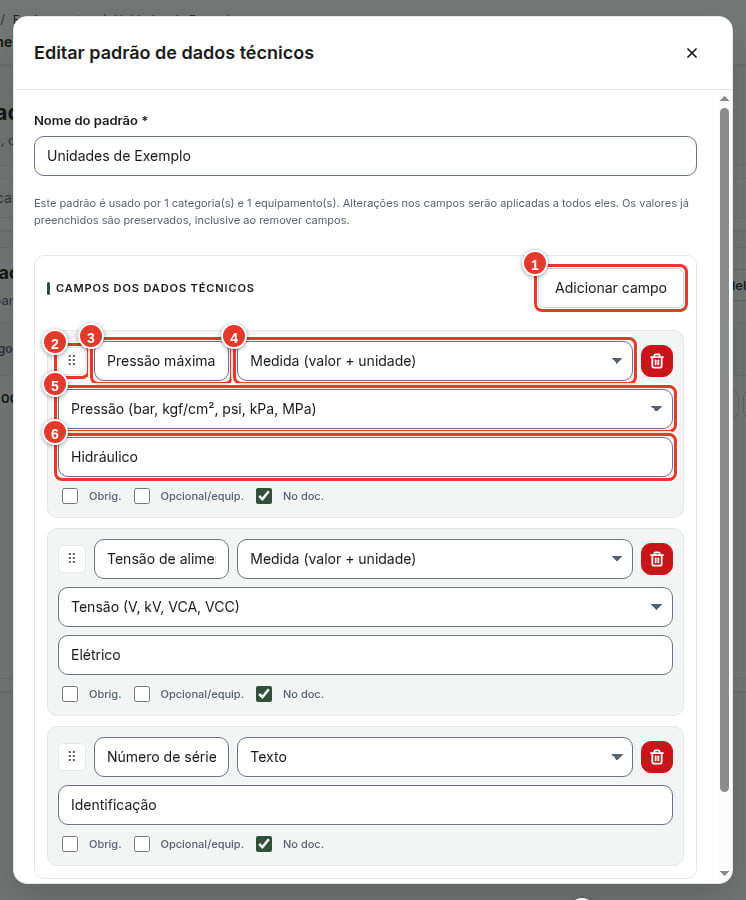 Editar padrão de dados técnicos
Nome do padrão *
Unidades de Exemplo
Este padrão é usado por 1 categoria(s) e 1 equipamento(s). Alterações nos campos serão aplicadas a todos eles. Os valores já
preenchidos são preservados, inclusive ao remover campos.
1
CAMPOS DOS DADOS TÉCNICOS
Adicionar campo
2
3
4
Pressão máxima
Medida (valor + unidade)
5
Pressão (bar, kgf/cm², psi, kPa, MPa)
6
Hidráulico
Obrig.
Opcional/equip.
No doc.
Tensão de alime
Medida (valor + unidade)
Tensão (V, kV, VCA, VCC)
Elétrico
Obrig.
Opcional/equip.
No doc.
Número de série
Texto
Identificação
Obrig.
Opcional/equip.
No doc.